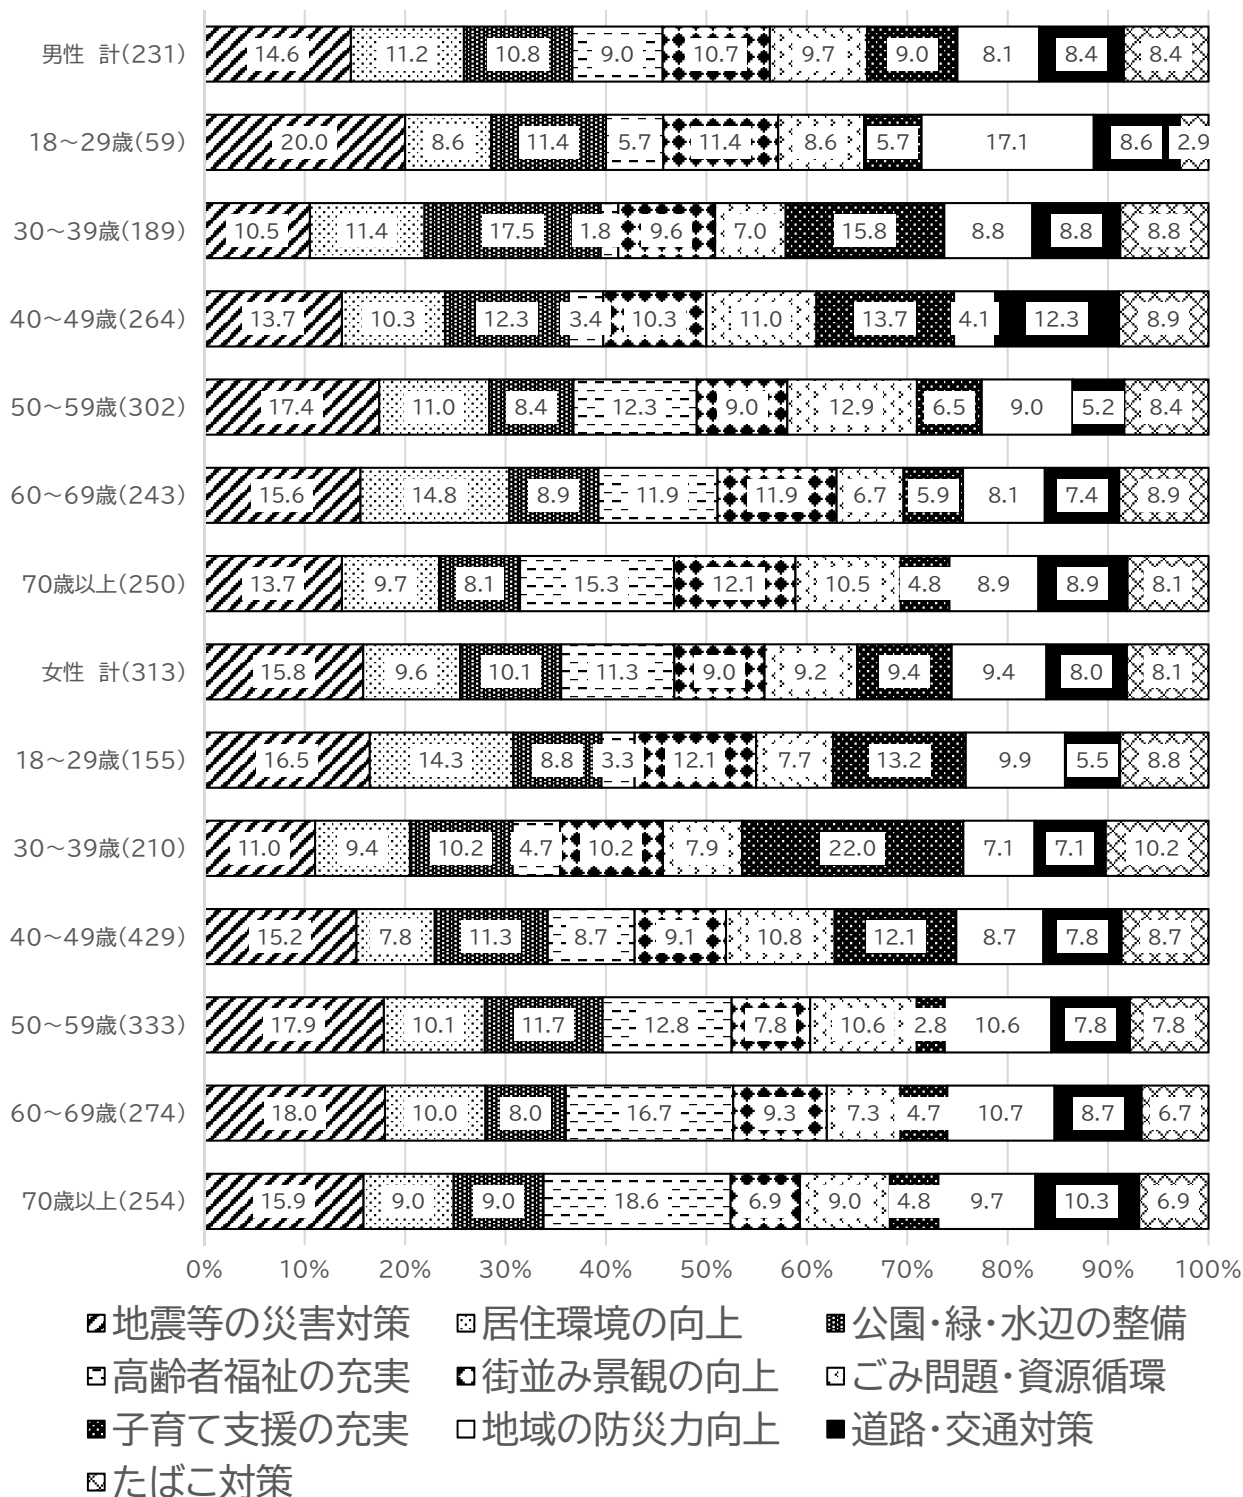 男性 計(231) 14.6 11.2 10.8 9.0 10.7 9.7 9.0 8.1 8.4 8.4
18～29歳(59) 20.0 8.6 11.4 5.7 11.4 8.6 5.7 17.1 8.6 2.9
30～39歳(189) 10.5 11.4 17.5 1.8 9.6 7.0 15.8 8.8 8.8 8.8
40～49歳(264) 13.7 10.3 12.3 3.4 10.3 11.0 13.7 4.1 12.3 8.9
50～59歳(302) 17.4 11.0 8.4 12.3 9.0 12.9 6.5 9.0 5.2 8.4
60～69歳(243) 15.6 14.8 8.9 11.9 11.9 6.7 5.9 8.1 7.4 8.9
70歳以上(250) 13.7 9.7 8.1 15.3 12.1 10.5 4.8 8.9 8.9 8.1
女性 計(313) 15.8 9.6 10.1 11.3 9.0 9.2 9.4 9.4 8.0 8.1
18～29歳(155) 16.5 14.3 8.8 3.3 12.1 7.7 13.2 9.9 5.5 8.8
30～39歳(210) 11.0 9.4 10.2 4.7 10.2 7.9 22.0 7.1 7.1 10.2
40～49歳(429) 15.2 7.8 11.3 8.7 9.1 10.8 12.1 8.7 7.8 8.7
50～59歳(333) 17.9 10.1 11.7 12.8 7.8 10.6 2.8 10.6 7.8 7.8
60～69歳(274) 18.0 10.0 8.0 16.7 9.3 7.3 4.7 10.7 8.7 6.7
70歳以上(254) 15.9 9.0 9.0 18.6 6.9 9.0 4.8 9.7 10.3 6.9
0% 10% 20% 30% 40% 50% 60% 70% 80% 90% 100%
地震等の災害対策 居住環境の向上 公園・緑・水辺の整備
高齢者福祉の充実 街並み景観の向上 ごみ問題・資源循環
子育て支援の充実 地域の防災力向上 道路・交通対策
たばこ対策